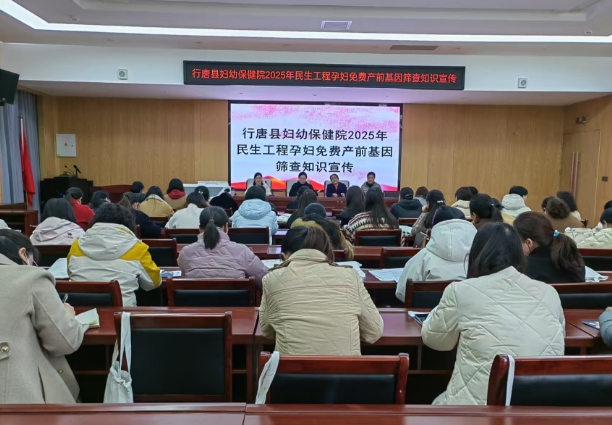 行唐县妇幼保健院2025年民生工程孕妇免费产前基因筛查知识宣传
行唐县妇幼保健院2025年
民生工程孕妇免费产前基因
筛查知识宣传